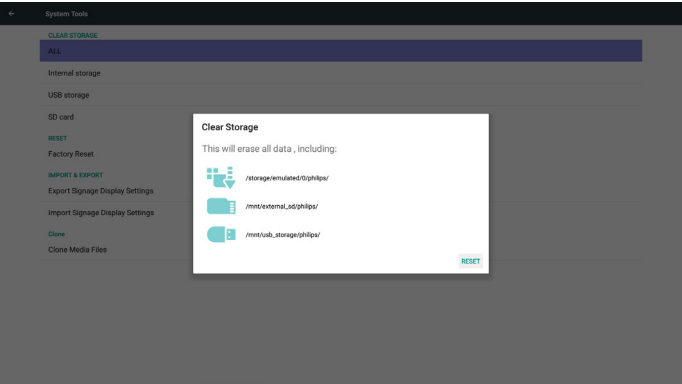 System Tools
CLEAR STORAGE
ALL
Internal storage
USB storage
SD card
RESET
Factory Reset
IMPORT & EXPORT
Export Signage Display Settings
Import Signage Display Settings
Clone
Clone Media Files
Clear Storage
This will erase all data , including:
/storage/emulated/0/philips/
/mnt/external_sd/philips/
/mnt/usb_storage/philips/
RESET